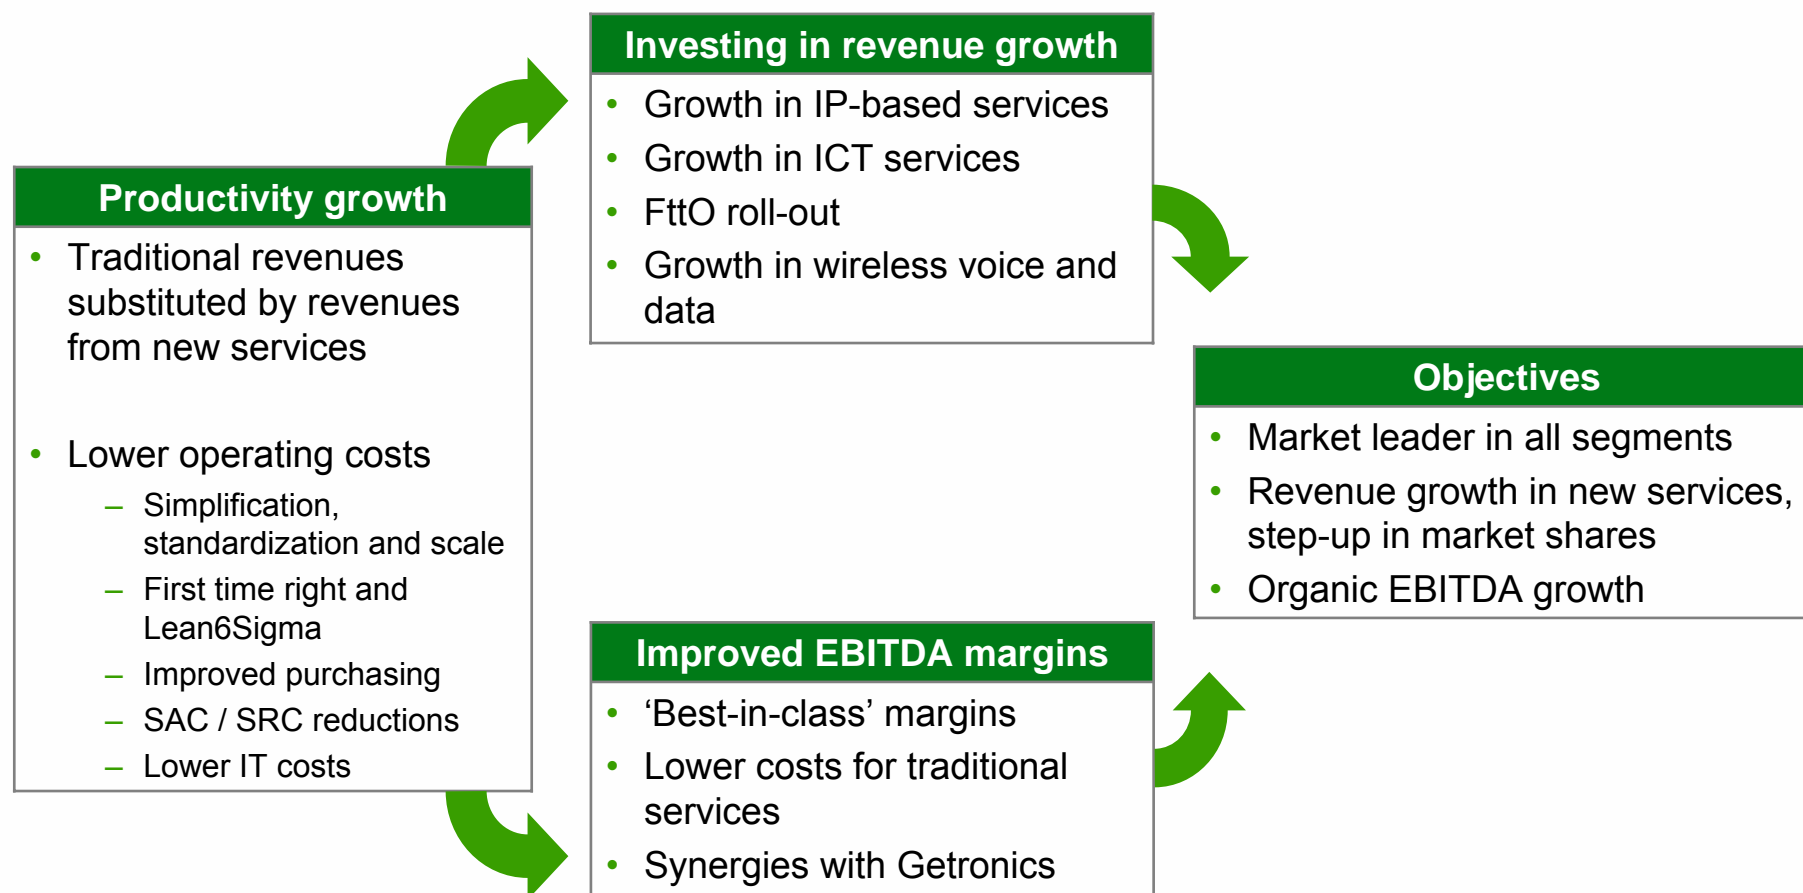 Productivity growth
• Traditional revenues
substituted by revenues
from new services
• Lower operating costs
– Simplification,
standardization and scale
– First time right and
Lean6Sigma
– Improved purchasing
– SAC / SRC reductions
– Lower IT costs
Investing in revenue growth
• Growth in IP-based services
• Growth in ICT services
• FttO roll-out
• Growth in wireless voice and
data
Improved EBITDA margins
• ‘Best-in-class’ margins
• Lower costs for traditional
services
• Synergies with Getronics
Objectives
• Market leader in all segments
• Revenue growth in new services,
step-up in market shares
• Organic EBITDA growth